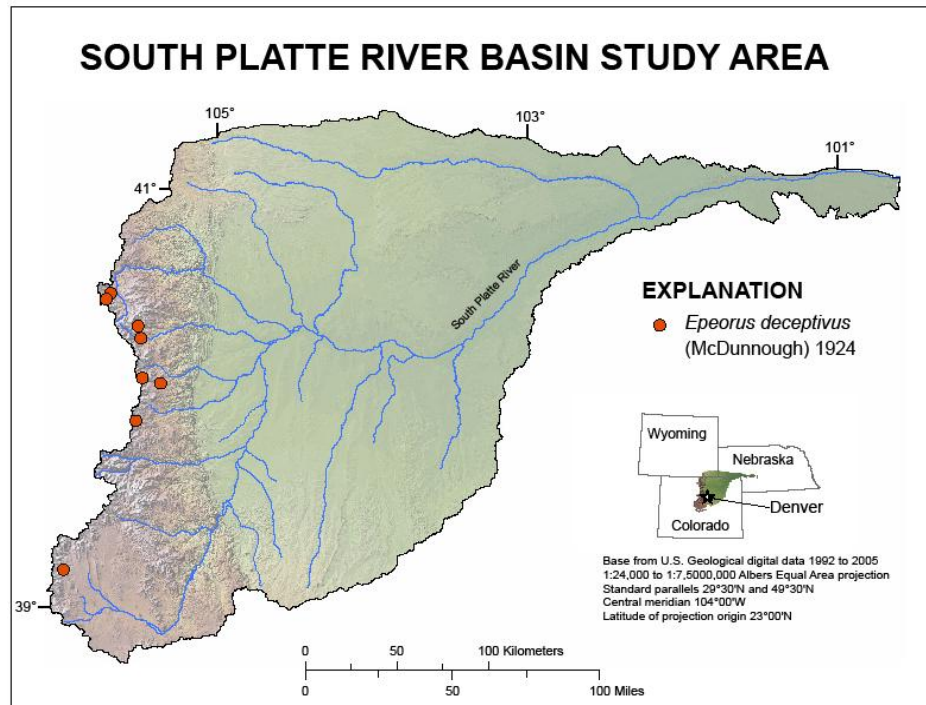 SOUTH PLATTE RIVER BASIN STUDY AREA
105°
103°
101°
41°
South Platte River
EXPLANATION
Epeorus deceptivus
(McDunnough) 1924
Wyoming
Nebraska
Denver
Colorado
Base from U.S. Geological digital data 1992 to 2005
1:24,000 to 1:7,5000,000 Albers Equal Area projection
Standard parallels 29°30'N and 49°30'N
Central meridian 104°00'W
Latitude of projection origin 23°00'N
39°
0 50 100 Kilometers
0 50 100 Miles